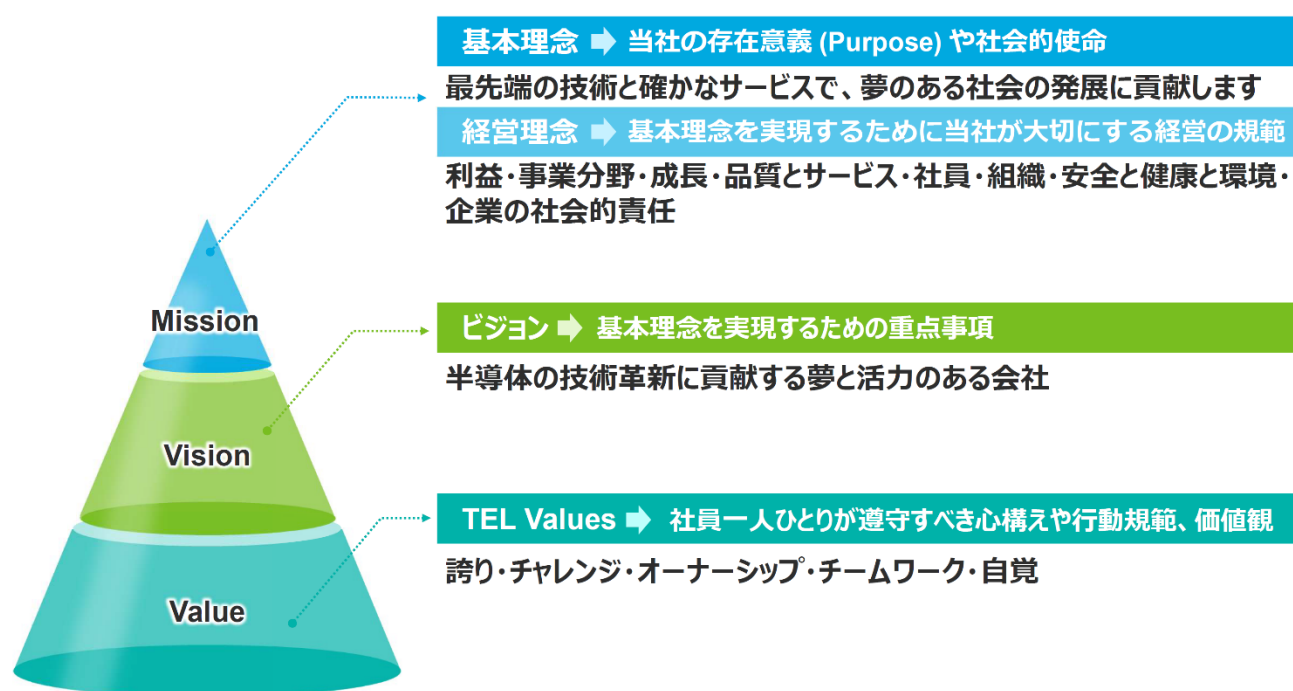 基本理念 ➡ 当社の存在意義 (Purpose) や社会的使命
最先端の技術と確かなサービスで、夢のある社会の発展に貢献します
経営理念 ➡ 基本理念を実現するために当社が大切にする経営の規範
利益・事業分野・成長・品質とサービス・社員・組織・安全と健康と環境・
企業の社会的責任
Mission
ビジョン ➡ 基本理念を実現するための重点事項
半導体の技術革新に貢献する夢と活力のある会社
Vision
TEL Values ➡ 社員一人ひとりが遵守すべき心構えや行動規範、価値観
誇り・チャレンジ・オーナーシップ・チームワーク・自覚
Value